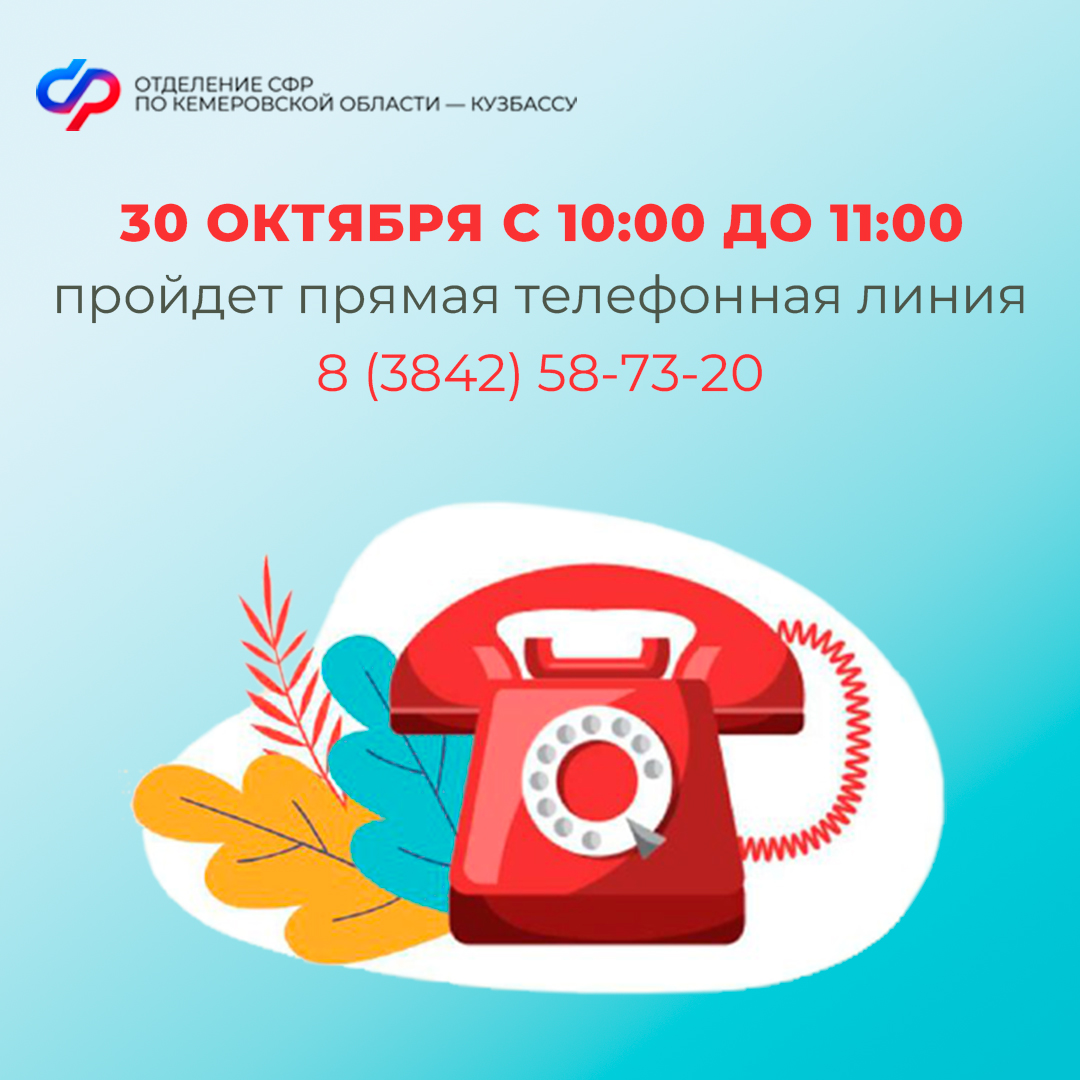 ОТДЕЛЕНИЕ СФР
ПО КЕМЕРОВСКОЙ ОБЛАСТИ — КУЗБАССУ
30 ОКТЯБРЯ С 10:00 ДО 11:00
пройдет прямая телефонная линия
8 (3842) 58-73-20